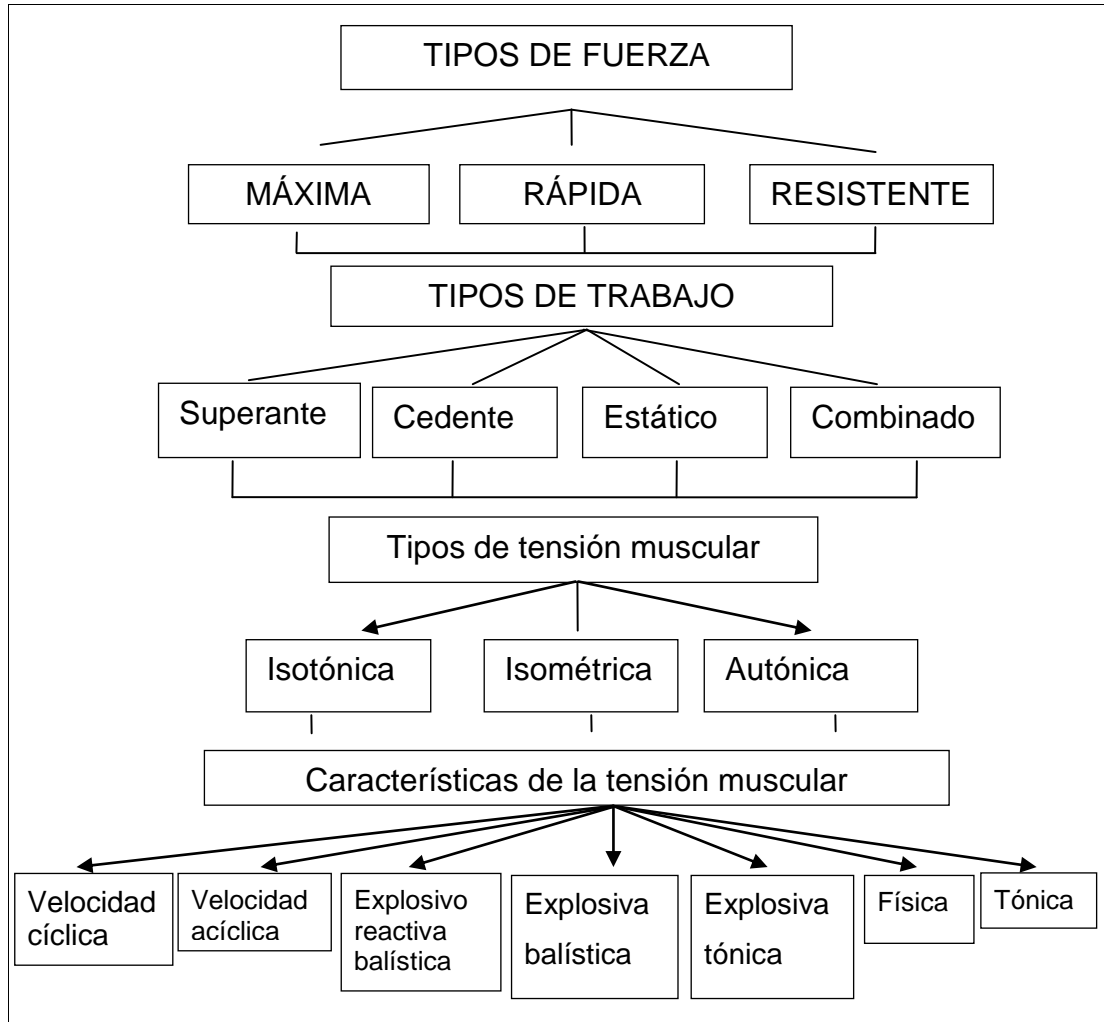 TIPOS DE FUERZA
MÁXIMA
RÁPIDA
RESISTENTE
TIPOS DE TRABAJO
Superante
Cedente
Estático
Combinado
Tipos de tensión muscular
Isotónica
Isométrica
Autónica
Características de la tensión muscular
Velocidad
cíclica
Velocidad
acíclica
Explosivo
reactiva
balística
Explosiva
balística
Explosiva
tónica
Física
Tónica